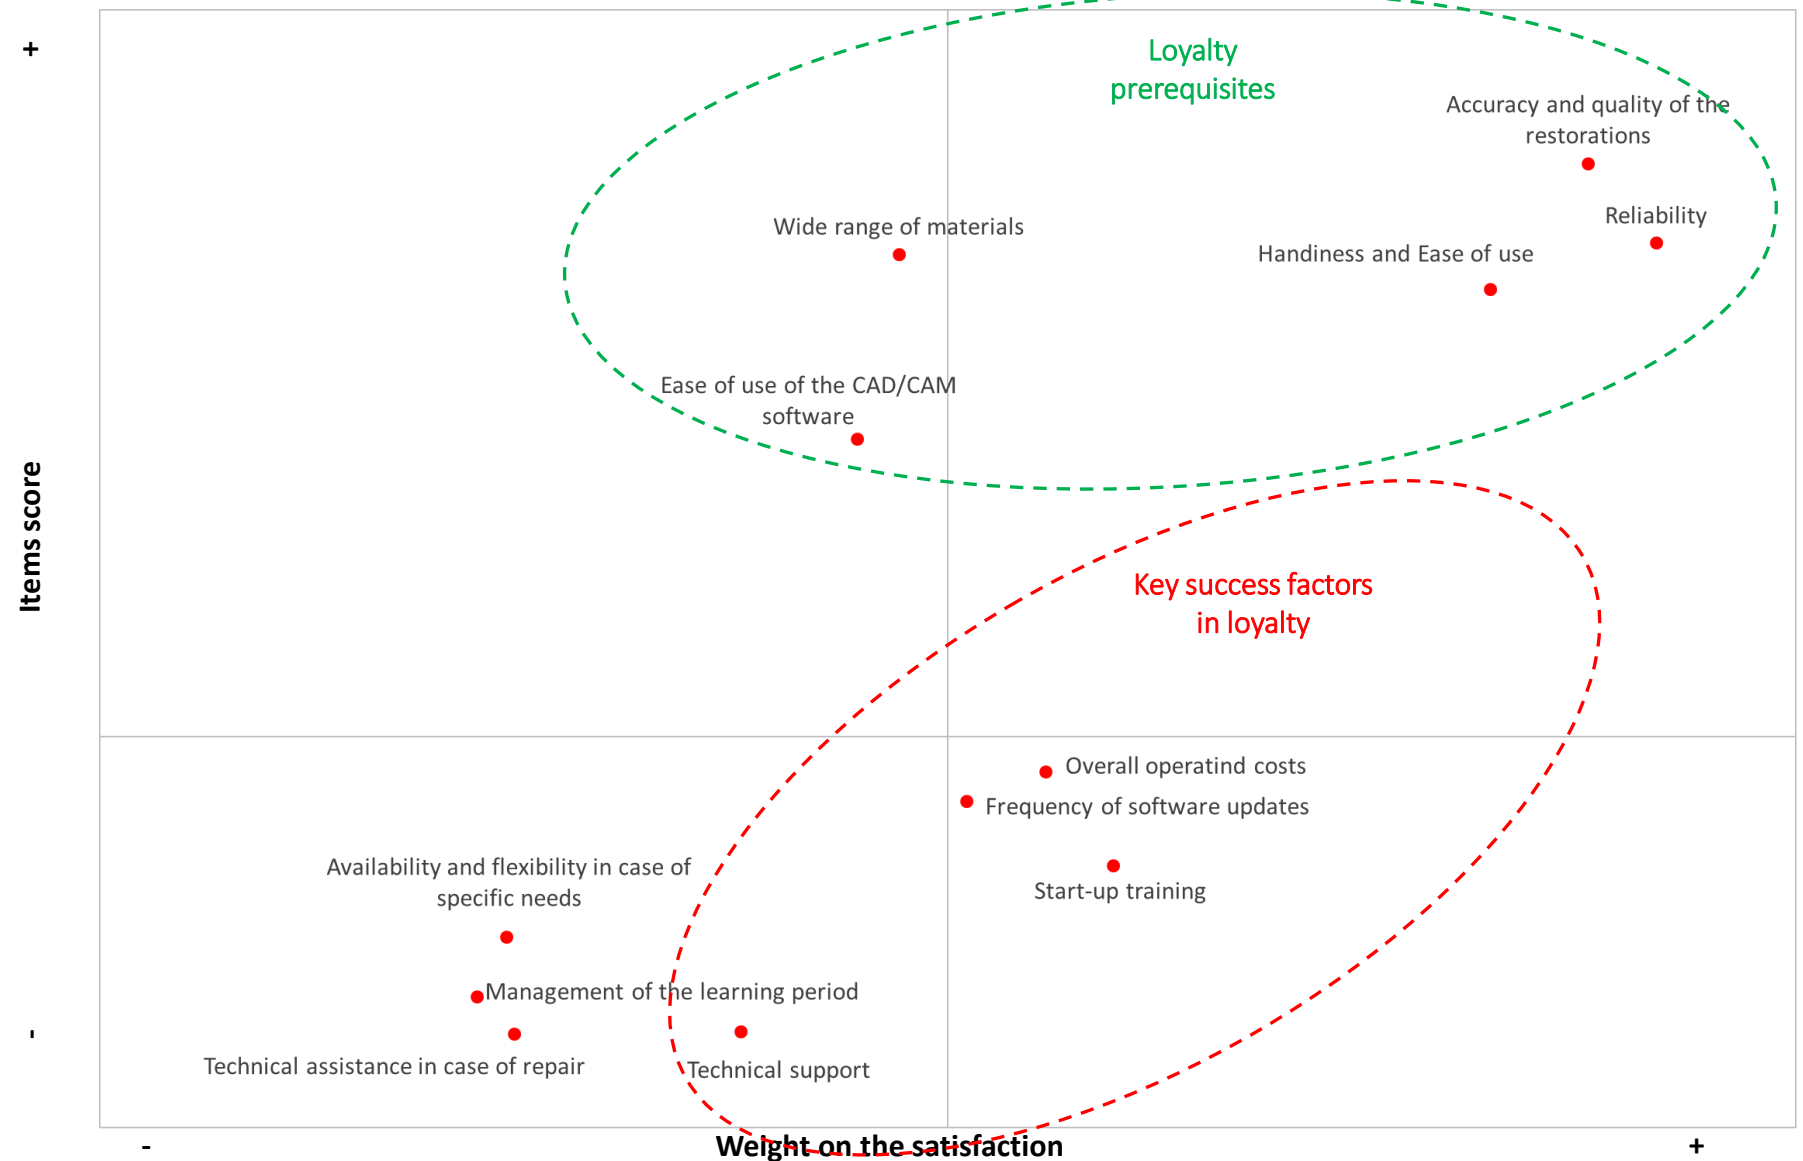 +
Loyalty
prerequisites
Accuracy and quality of the
restorations
Reliability
Wide range of materials
Handiness and Ease of use
Ease of use of the CAD/CAM
software
Items score
Key success factors
in loyalty
Overall operatind costs
Frequency of software updates
Start-up training
Availability and flexibility in case of
specific needs
Management of the learning period
-
Technical assistance in case of repair
Technical support
-
Weight on the satisfaction
+